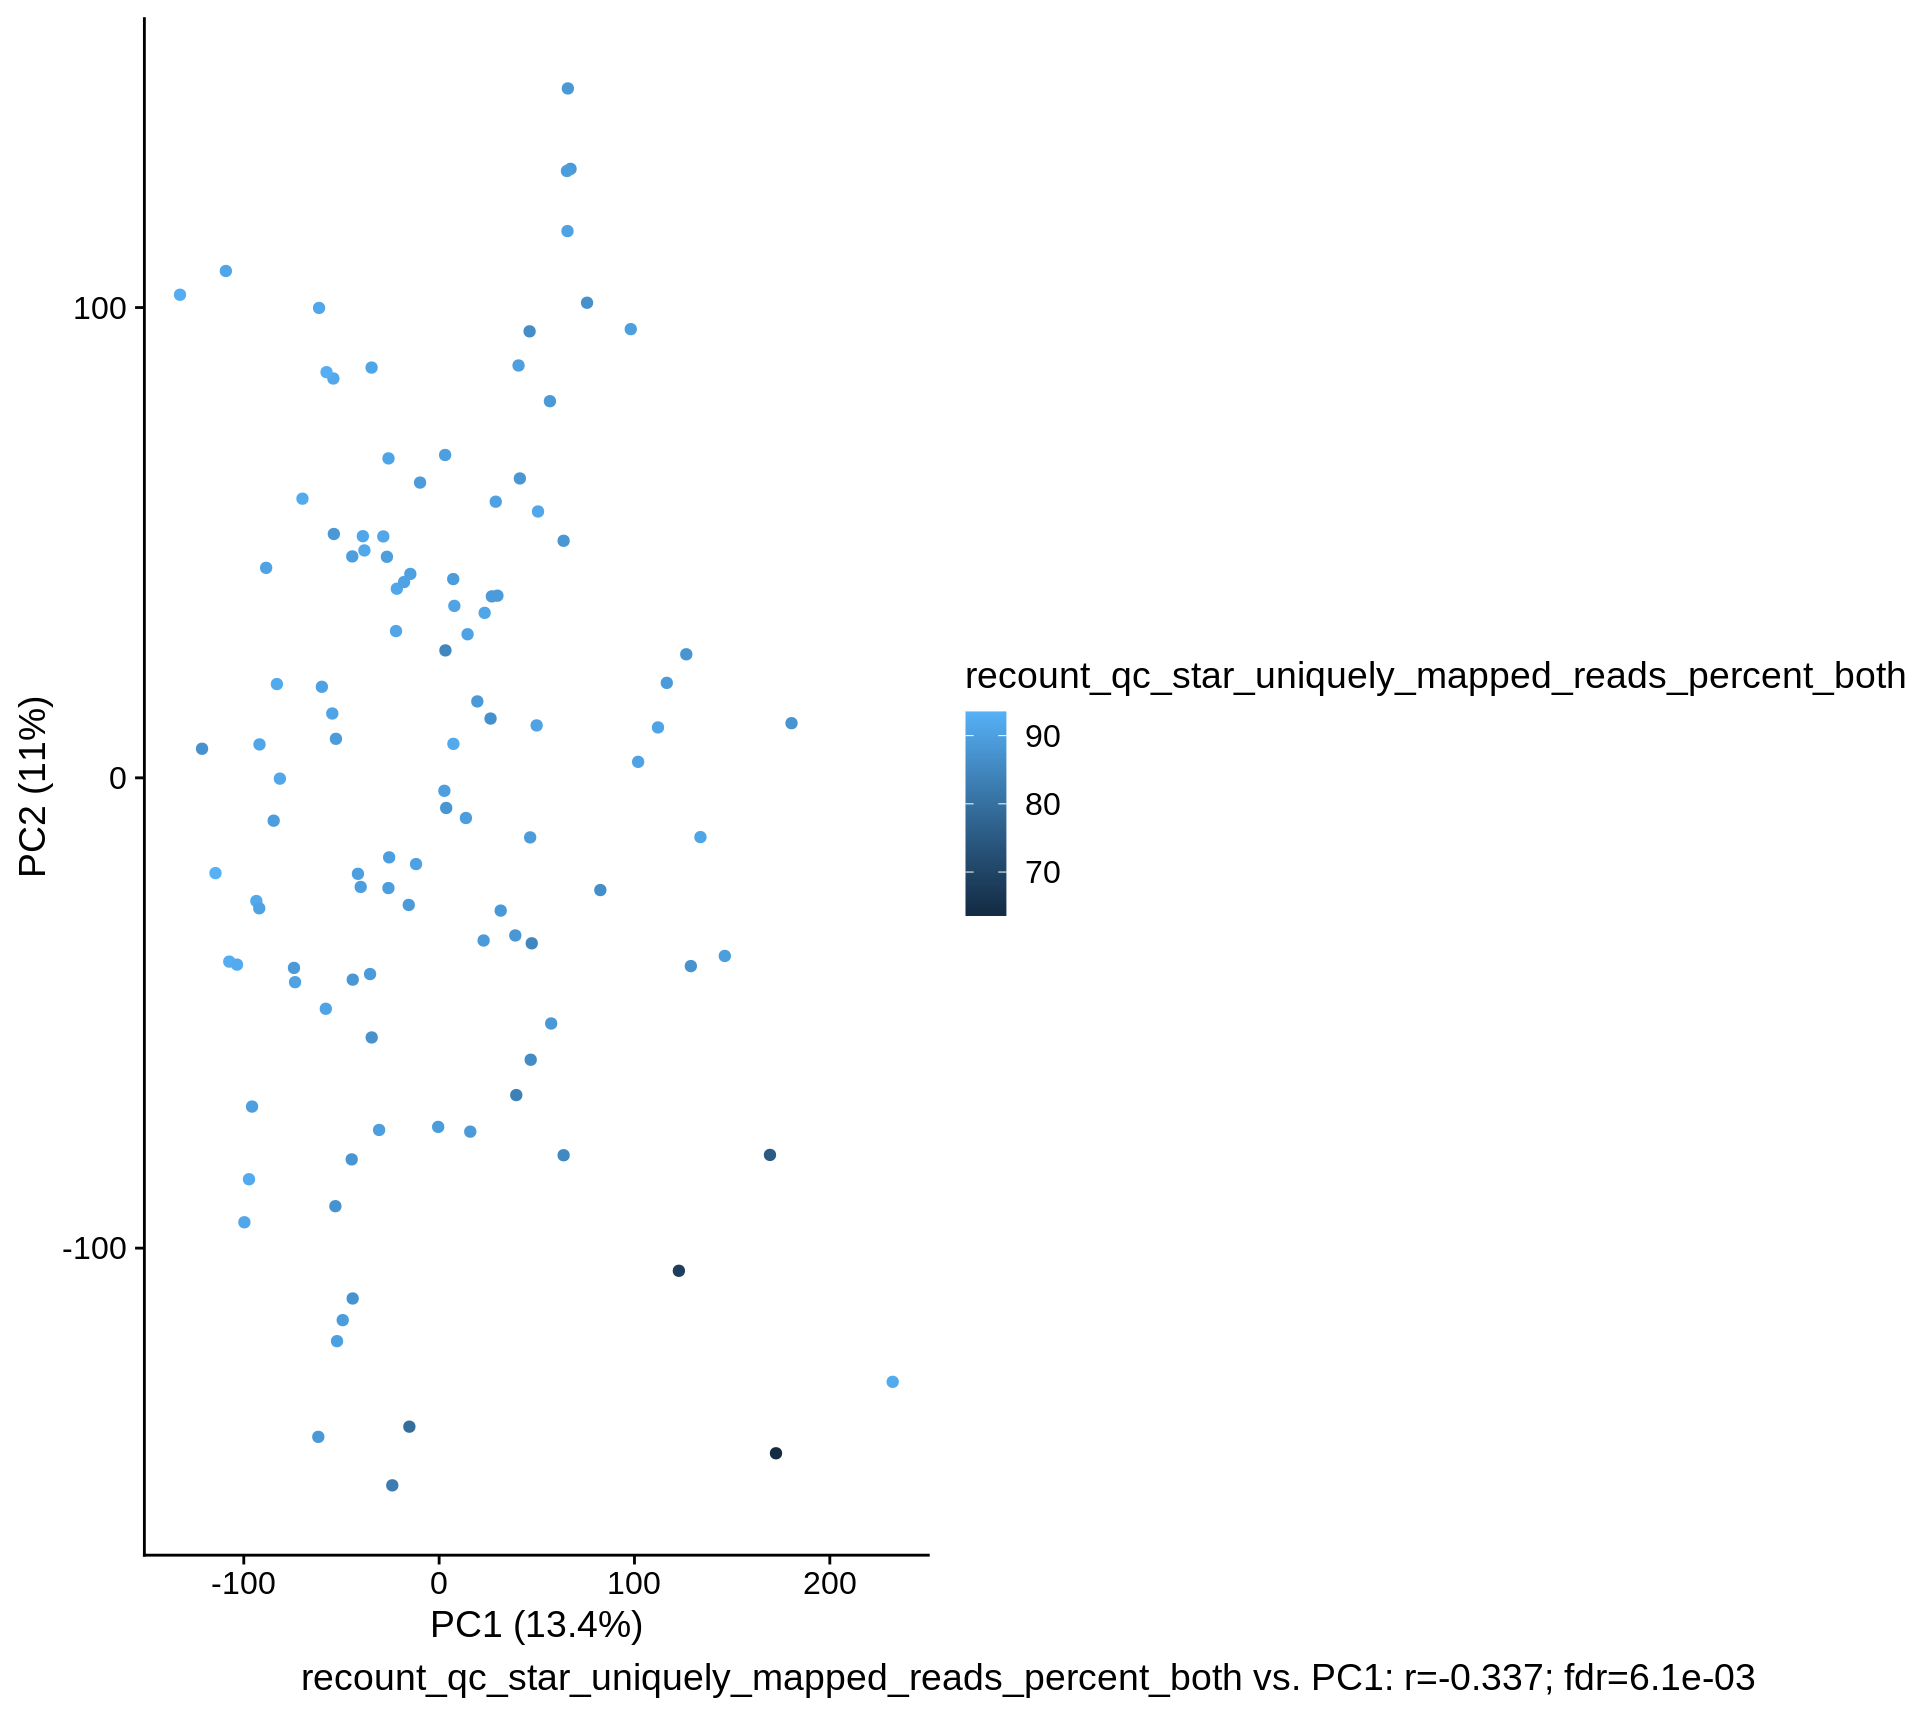 100
0
-100
PC2 (11%)
-100 0 100 200
PC1 (13.4%)
recount_qc_star_uniquely_mapped_reads_percent_both
90
80
70
recount_qc_star_uniquely_mapped_reads_percent_both vs. PC1: r=-0.337; fdr=6.1e-03